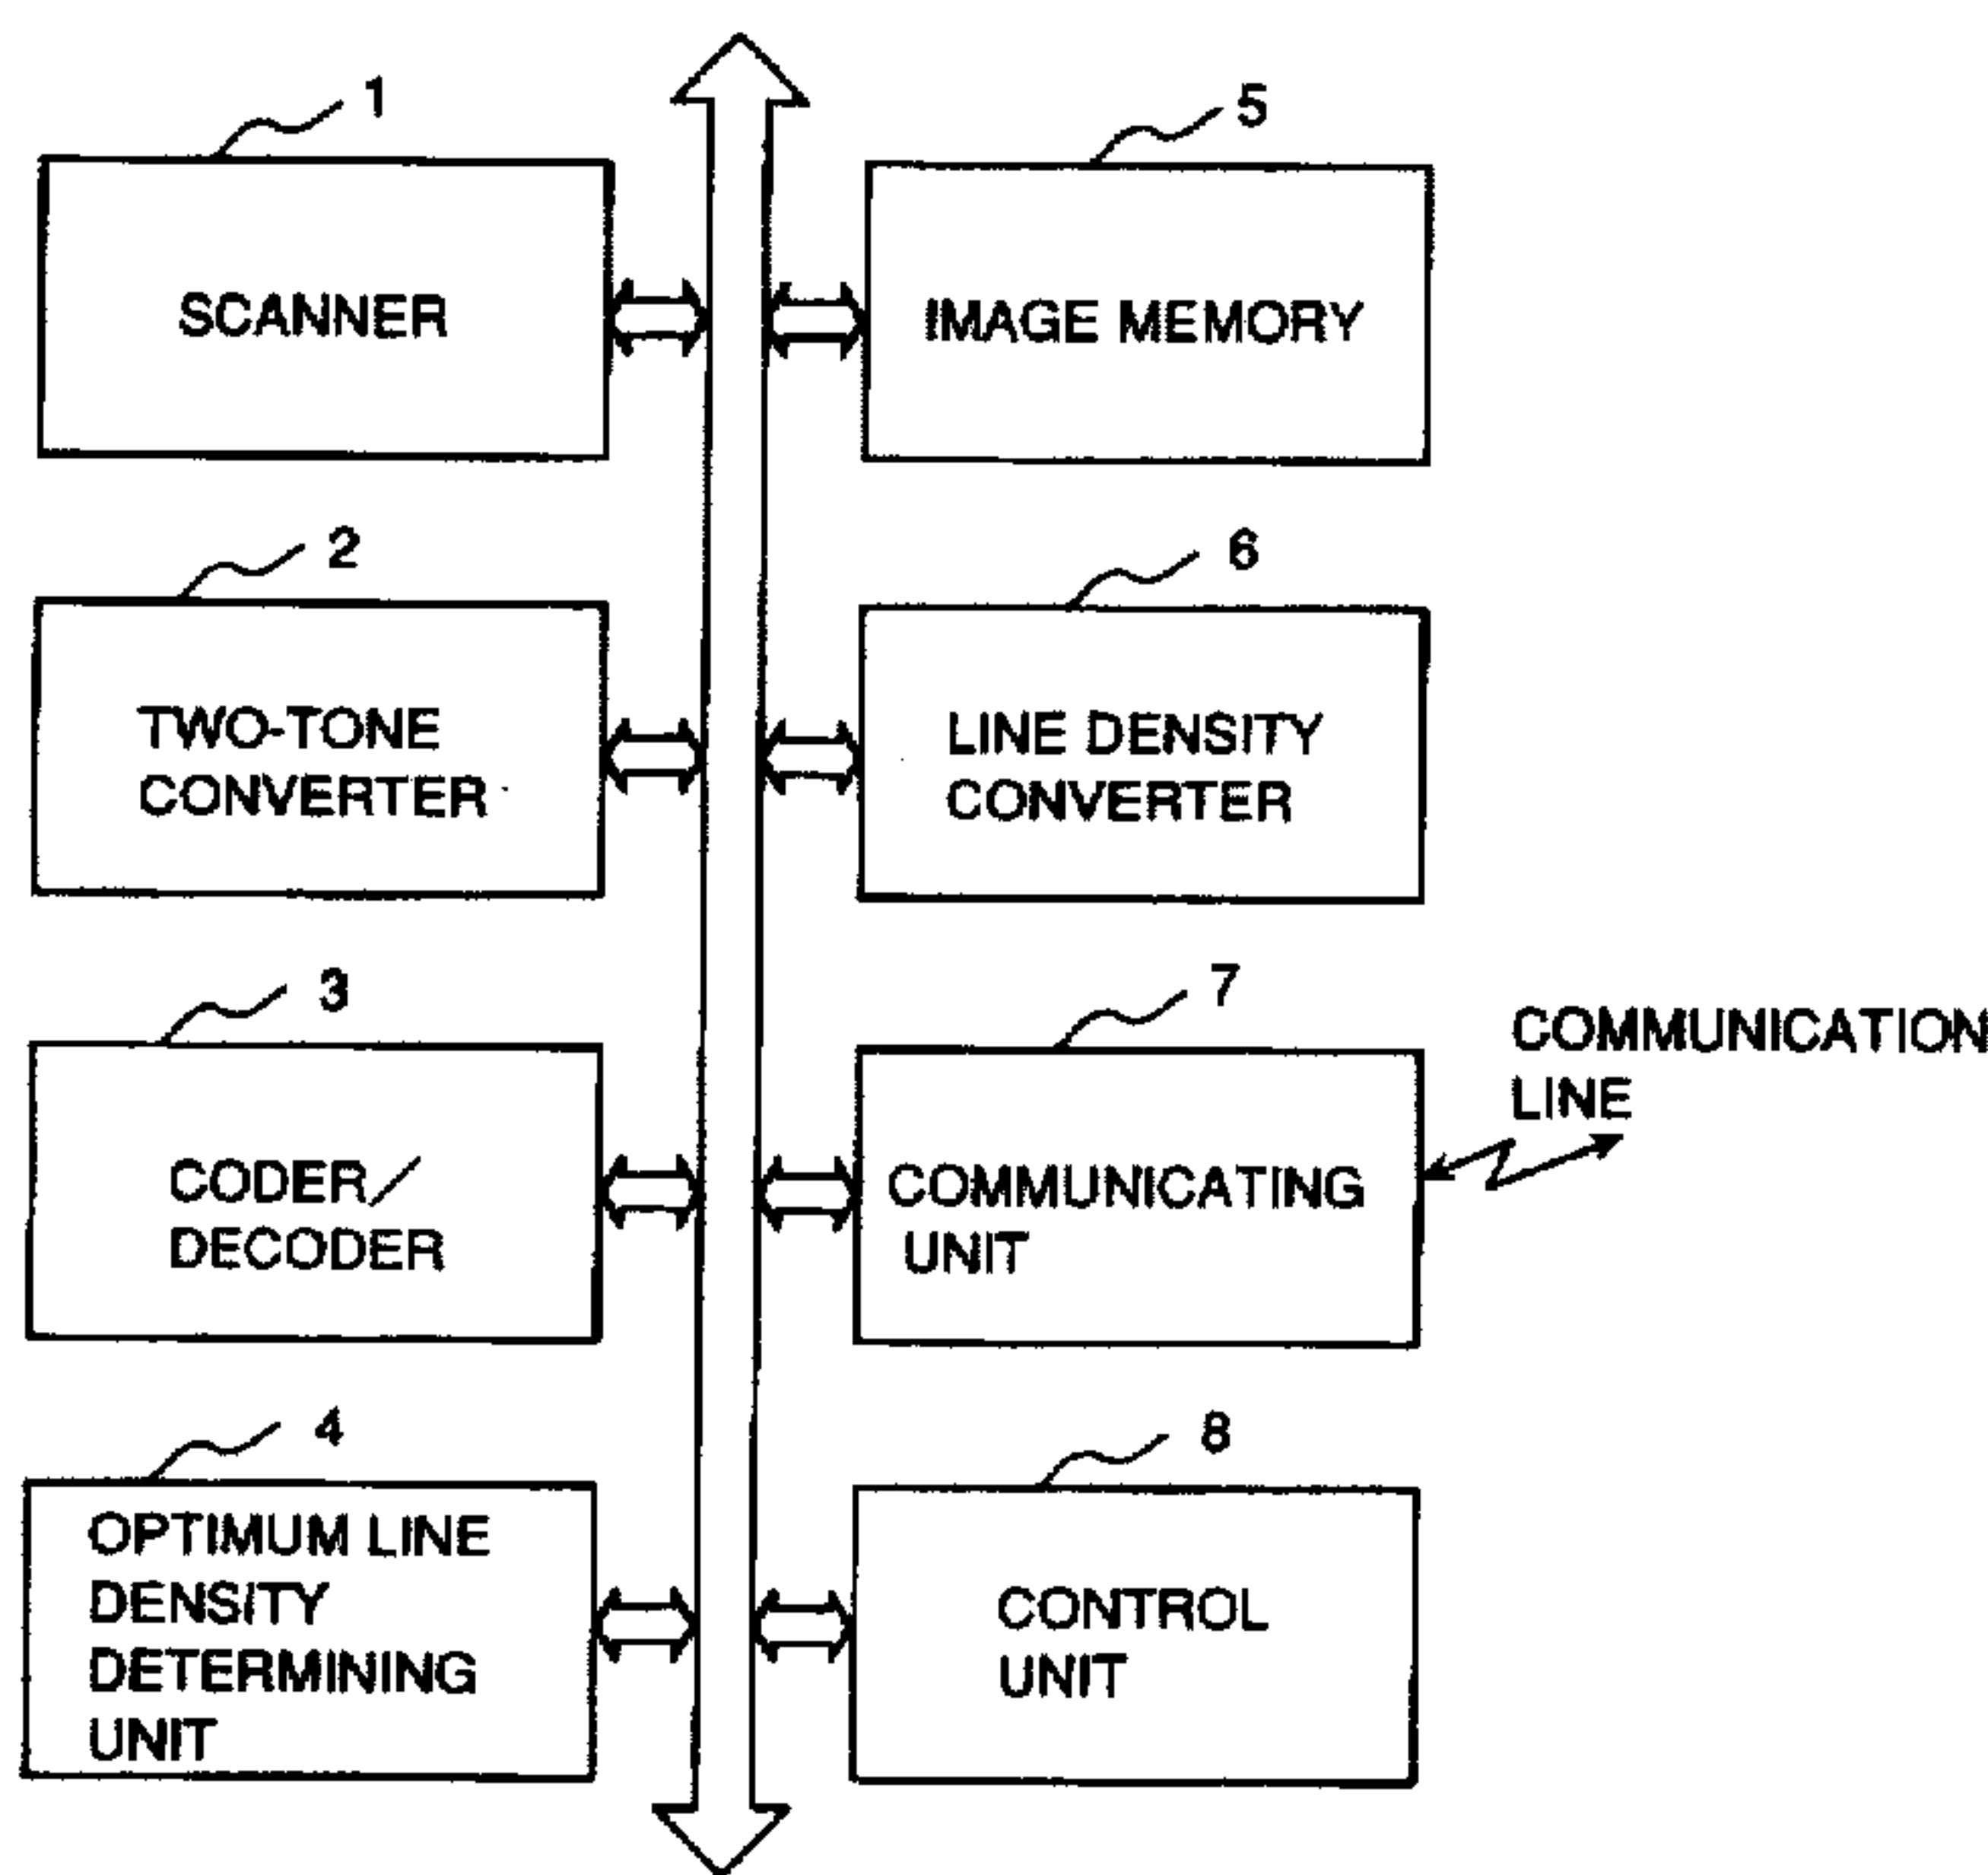 1
SCANNER
5
IMAGE MEMORY
2
TWO-TONE
CONVERTER
6
LINE DENSITY
CONVERTER
3
CODER/
DECODER
7
COMMUNICATING
UNIT
COMMUNICATION
LINE
4
OPTIMUM LINE
DENSITY
DETERMINING
UNIT
8
CONTROL
UNIT